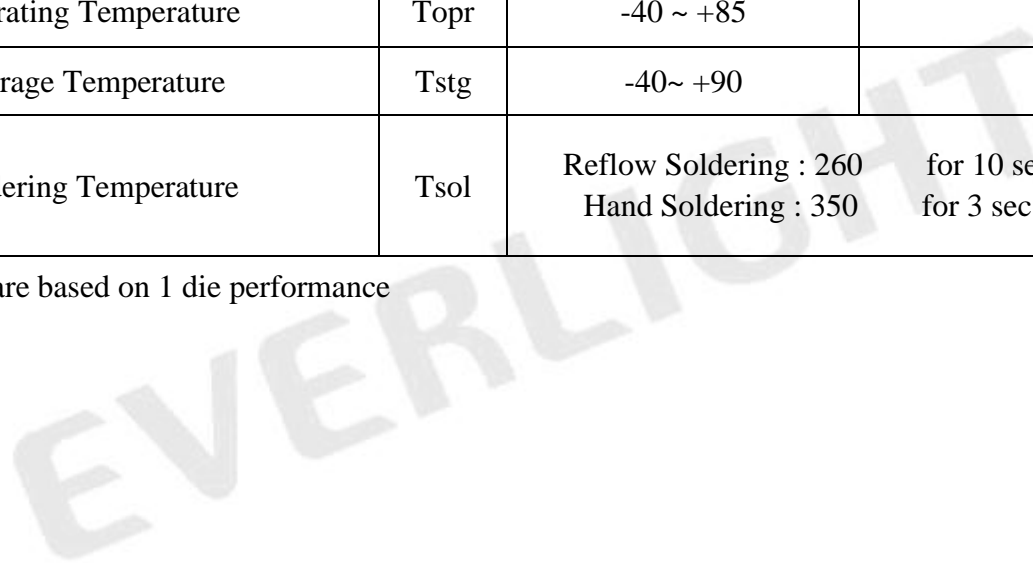 rating Temperature Topr -40 ~ +85
rage Temperature Tstg -40~ +90
ering Temperature Tsol Reflow Soldering : 260 for 10 se
Hand Soldering : 350 for 3 sec
are based on 1 die performance
EVERLIGHT